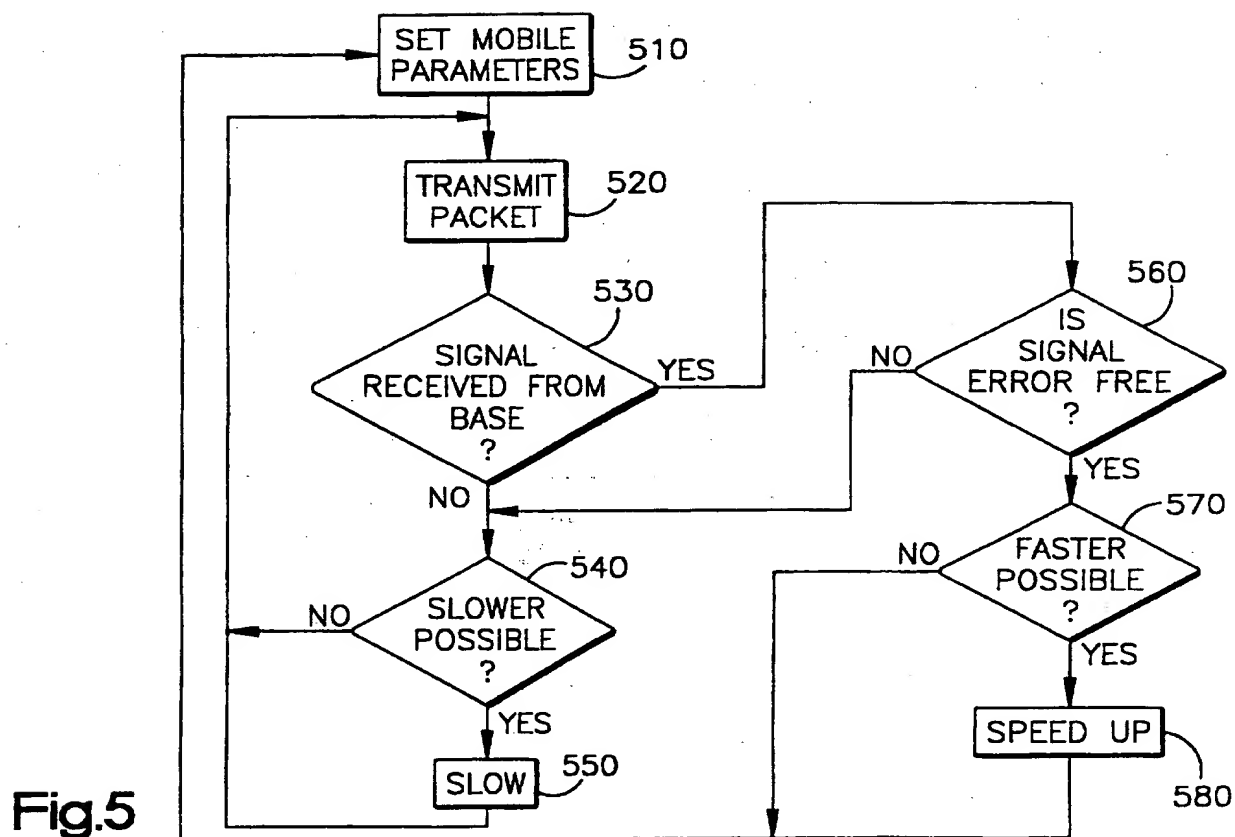 SET MOBILE
PARAMETERS
510
TRANSMIT
PACKET
520
SIGNAL
RECEIVED FROM
BASE
?
530
YES
NO
IS
SIGNAL
ERROR FREE
?
560
NO
YES
SLOWER
POSSIBLE
?
540
NO
YES
FASTER
POSSIBLE
?
570
NO
YES
SLOW
550
SPEED UP
580
Fig.5